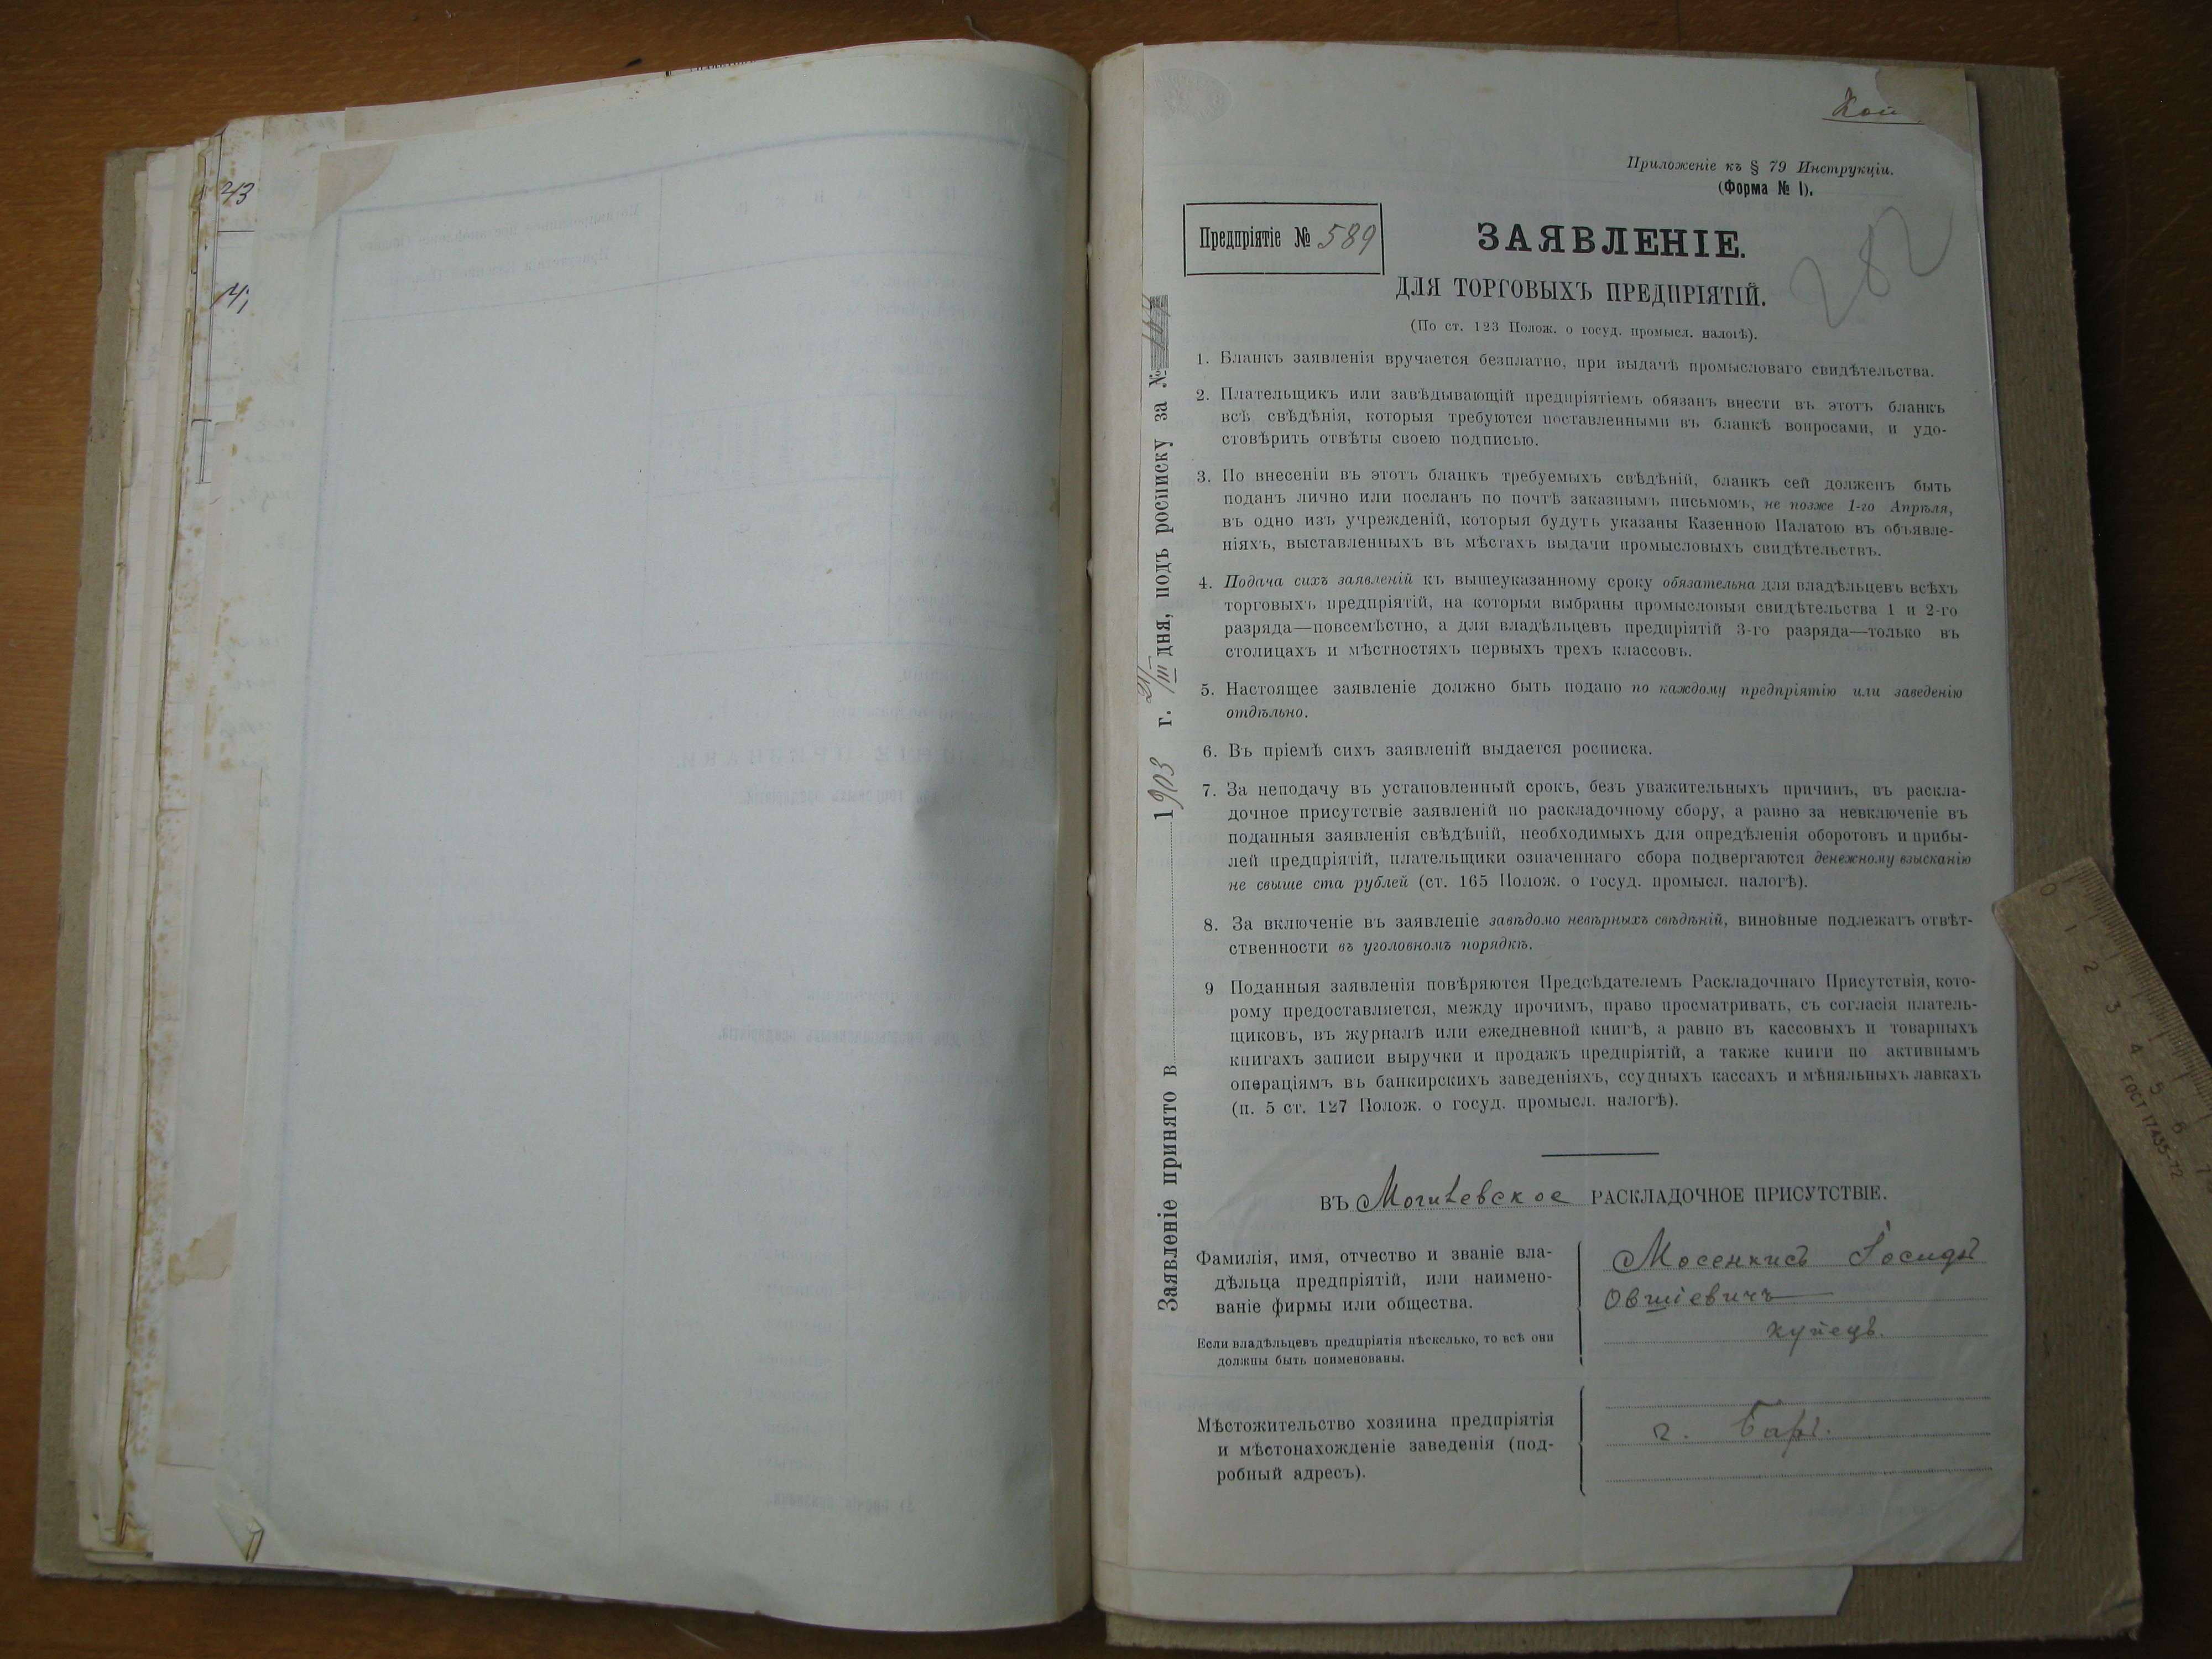 43
Приложеніе къ § 79 Инструкціи.
(Форма № I).
282
Предпріятіе № 589
ЗАЯВЛЕНІЕ.
ДЛЯ ТОРГОВЫХЪ ПРЕДПРІЯТІЙ.
(По ст. 123 Полож. о госуд. промысл. налогѣ).
1. Бланкъ заявленія вручается безплатно, при выдачѣ промысловаго свидѣтельства.
2. Плательщикъ или завѣдывающій предпріятіемъ обязанъ внести въ этотъ бланкъ
всѣ свѣдѣнія, которыя требуются поставленными въ бланкѣ вопросами, и удо-
стовѣрить отвѣты своею подписью.
3. По внесеніи въ этотъ бланкъ требуемыхъ свѣдѣній, бланкъ сей долженъ быть
поданъ лично или посланъ по почтѣ заказнымъ письмомъ, не позже 1-го Апрѣля,
въ одно изъ учрежденій, которыя будутъ указаны Казенною Палатою въ объявле-
ніяхъ, выставленныхъ въ мѣстахъ выдачи промысловыхъ свидѣтельствъ.
4. Подача сихъ заявленій къ вышеуказанному сроку обязательна для владѣльцевъ всѣхъ
торговыхъ предпріятій, на которыя выбраны промысловыя свидѣтельства 1 и 2-го
разряда—повсемѣстно, а для владѣльцевъ предпріятій 3-го разряда—только въ
столицахъ и мѣстностяхъ первыхъ трехъ классовъ.
5. Настоящее заявленіе должно быть подано по каждому предпріятію или заведенію
отдѣльно.
6. Въ пріемѣ сихъ заявленій выдается росписка.
7. За неподачу въ установленный срокъ, безъ уважительныхъ причинъ, въ раскла-
дочное присутствіе заявленій по раскладочному сбору, а равно за невключеніе въ
поданныя заявленія свѣдѣній, необходимыхъ для опредѣленія оборотовъ и прибы-
лей предпріятій, плательщики означеннаго сбора подвергаются денежному взысканію
не свыше ста рублей (ст. 165 Полож. о госуд. промысл. налогѣ).
8. За включеніе въ заявленіе завѣдомо невѣрныхъ свѣдѣній, виновные подлежатъ отвѣт-
ственности въ уголовномъ порядкѣ.
9 Поданныя заявленія повѣряются Предсѣдателемъ Раскладочнаго Присутствія, кото-
рому предоставляется, между прочимъ, право просматривать, съ согласія платель-
щиковъ, въ журналѣ или ежедневной книгѣ, а равно въ кассовыхъ и товарныхъ
книгахъ записи выручки и продажъ предпріятій, а также книги по активнымъ
операціямъ въ банкирскихъ заведеніяхъ, ссудныхъ кассахъ и мѣняльныхъ лавкахъ
(п. 5 ст. 127 Полож. о госуд. промысл. налогѣ).
Заявленіе принято в 1903 г. дня, подъ росписку за №
ВЪ Могилевское РАСКЛАДОЧНОЕ ПРИСУТСТВІЕ.
Фамилія, имя, отчество и званіе вла-
дѣльца предпріятій, или наимено-
ваніе фирмы или общества.
Если владѣльцевъ предпріятія нѣсколько, то всѣ они
должны быть поименованы.
Мосенкисъ Іосифъ
Овшіевичъ
купецъ.
Мѣстожительство хозяина предпріятія
и мѣстонахожденіе заведенія (под-
робный адресъ).
г. Баръ.
0 1 2 3 4 5 6 7
ГОСТ 17435-72